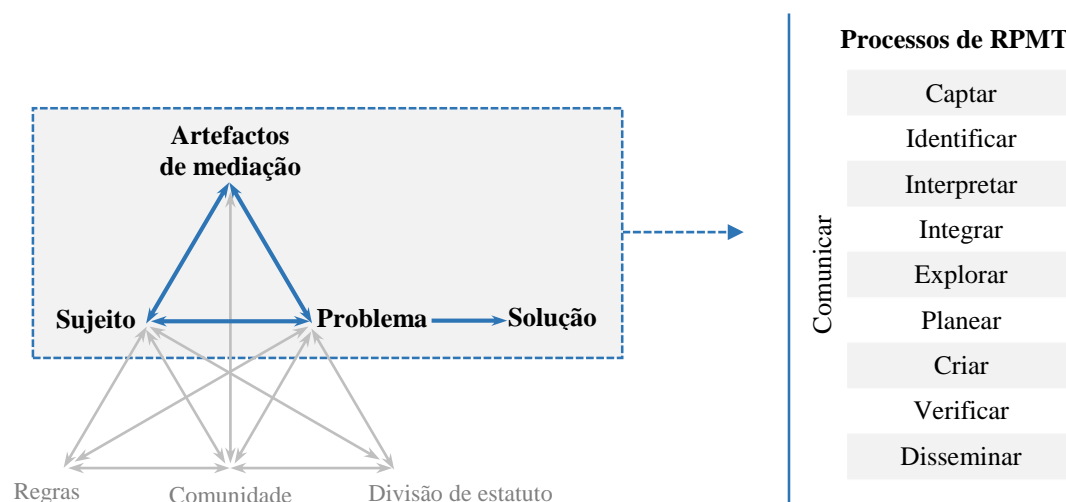 Artefactos
de mediação
Sujeito
Problema
Solução
Regras
Comunidade
Divisão de estatuto
Processos de RPMT
Comunicar
Captar
Identificar
Interpretar
Integrar
Explorar
Planear
Criar
Verificar
Disseminar